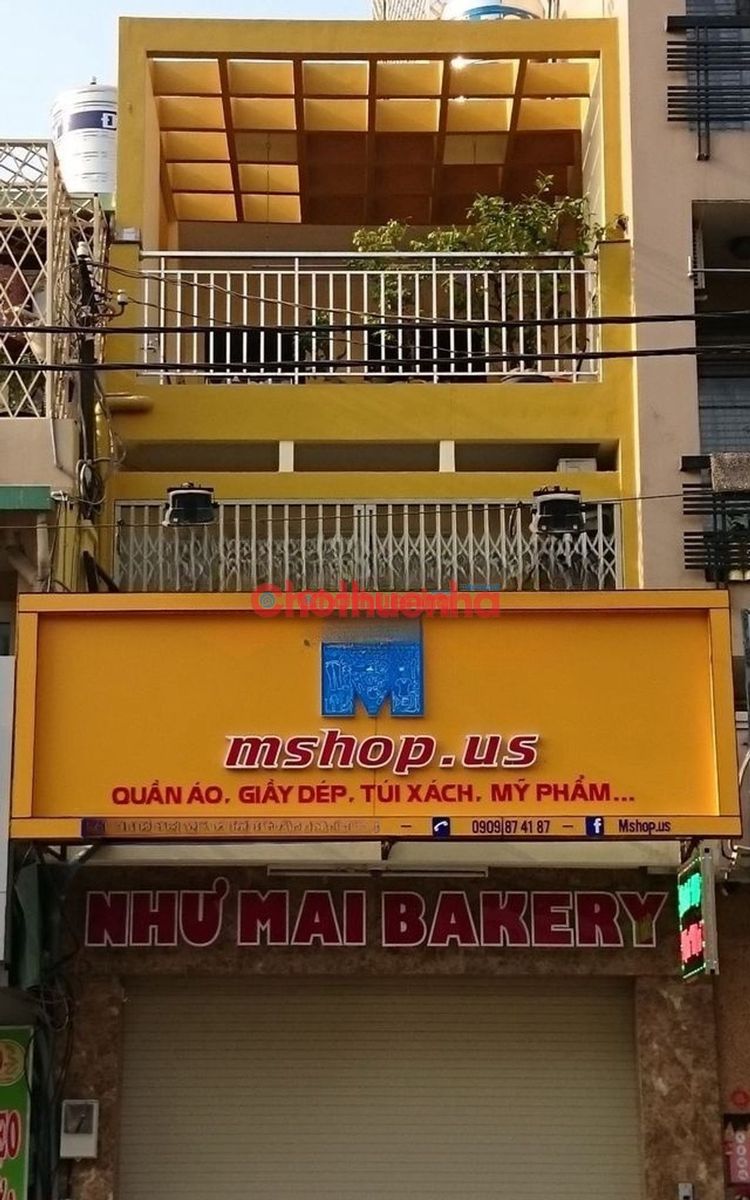 Đ
Chothuenha
M
mshop.us
QUẦN ÁO, GIẦY DÉP, TÚI XÁCH, MỸ PHẨM...
0909 87 41 87 — Mshop.us
NHƯ MAI BAKERY